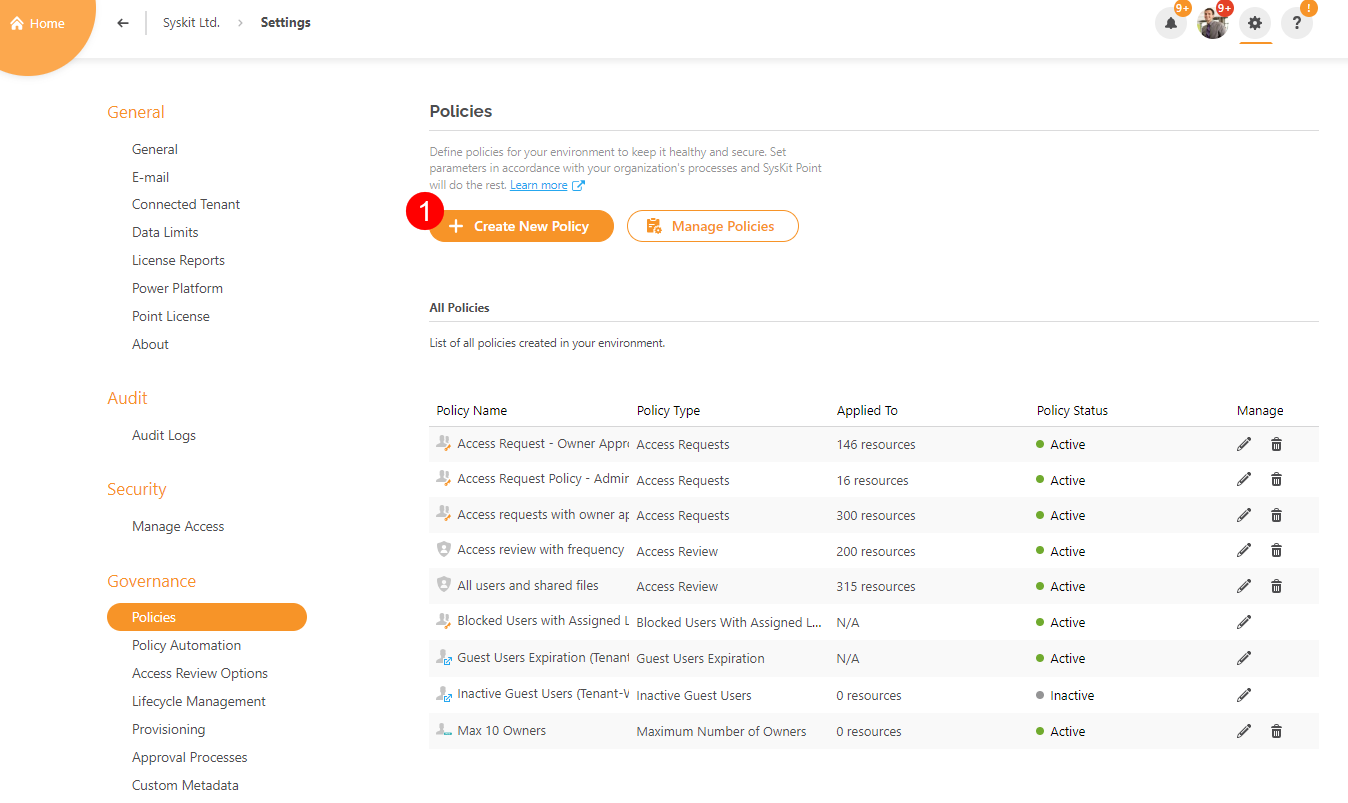 Home
Syskit Ltd. > Settings
9+
9+
!
?
General
General
E-mail
Connected Tenant
Data Limits
License Reports
Power Platform
Point License
About
Audit
Audit Logs
Security
Manage Access
Governance
Policies
Policy Automation
Access Review Options
Lifecycle Management
Provisioning
Approval Processes
Custom Metadata
Policies
Define policies for your environment to keep it healthy and secure. Set
parameters in accordance with your organization's processes and SysKit Point
will do the rest. Learn more
1
+ Create New Policy
Manage Policies
All Policies
List of all policies created in your environment.
Policy Name Policy Type Applied To Policy Status Manage
Access Request - Owner Appr Access Requests 146 resources Active
Access Request Policy - Admin Access Requests 16 resources Active
Access requests with owner ap Access Requests 300 resources Active
Access review with frequency Access Review 200 resources Active
All users and shared files Access Review 315 resources Active
Blocked Users with Assigned L Blocked Users With Assigned L... N/A Active
Guest Users Expiration (Tenant Guest Users Expiration N/A Active
Inactive Guest Users (Tenant-W Inactive Guest Users 0 resources Inactive
Max 10 Owners Maximum Number of Owners 0 resources Active